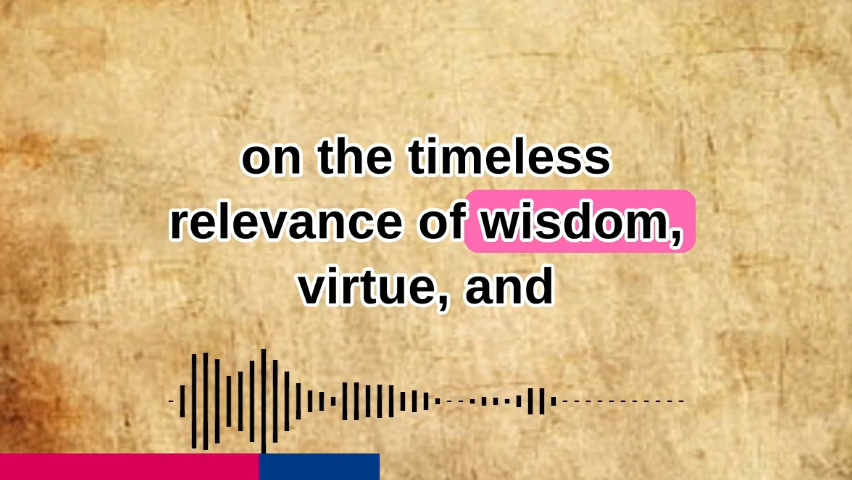 on the timeless
relevance of wisdom,
virtue, and